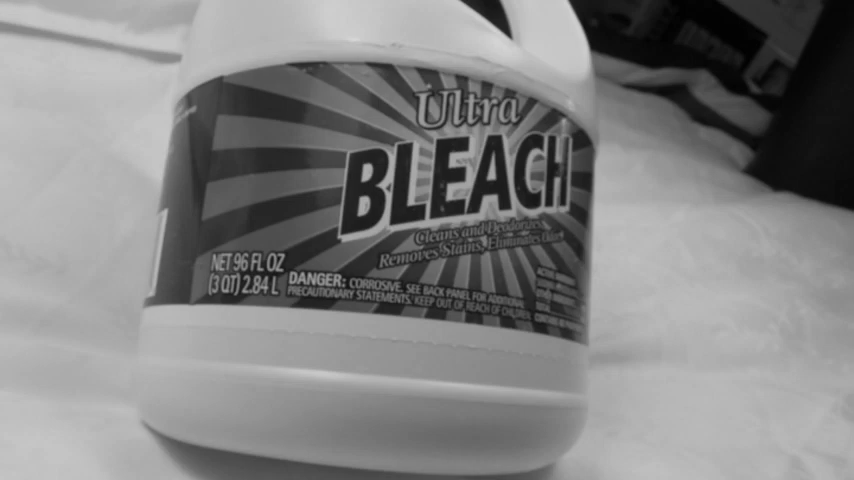 Ultra
BLEACH
Cleans and Deodorizes
Removes Stains, Eliminates Odors
NET 96 FL OZ
(3 QT) 2.84 L
DANGER: CORROSIVE. SEE BACK PANEL FOR ADDITIONAL
PRECAUTIONARY STATEMENTS. KEEP OUT OF REACH OF CHILDREN.